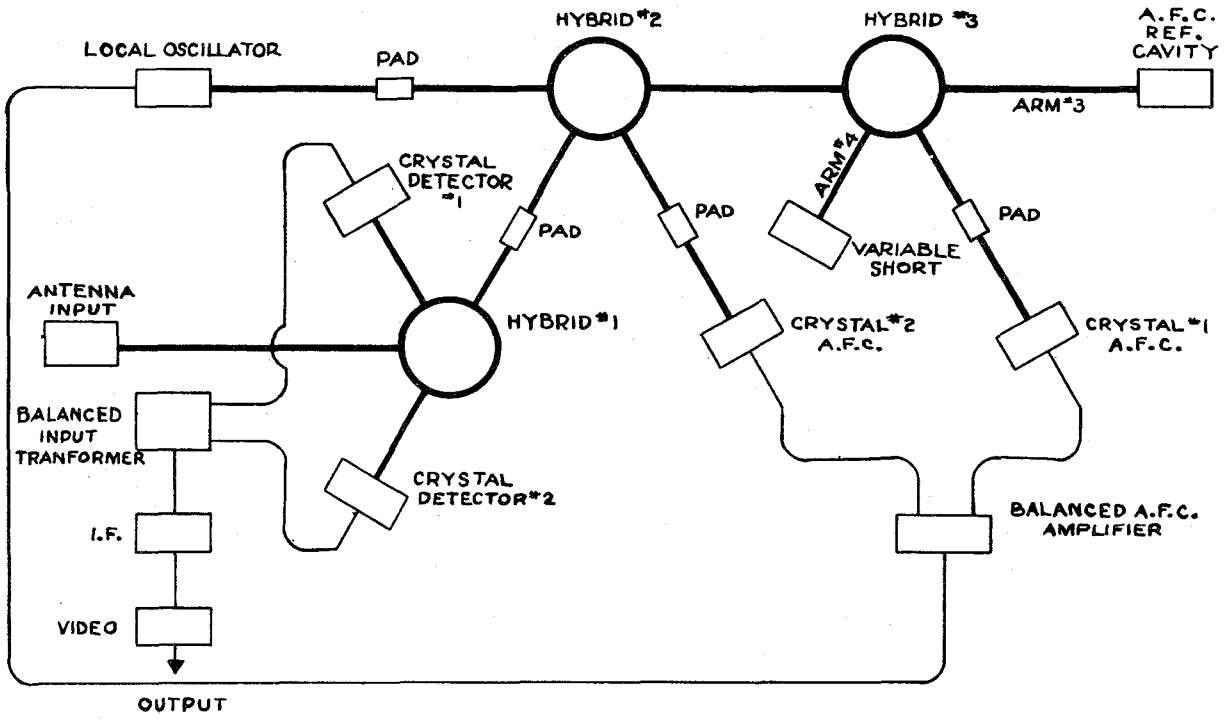 HYBRID #2
HYBRID #3
A.F.C.
REF.
CAVITY
LOCAL OSCILLATOR
PAD
ARM #3
CRYSTAL
DETECTOR
#1
ARM #4
PAD
PAD
PAD
VARIABLE
SHORT
ANTENNA
INPUT
HYBRID #1
CRYSTAL #2
A.F.C.
CRYSTAL #1
A.F.C.
BALANCED
INPUT
TRANFORMER
CRYSTAL
DETECTOR #2
I.F.
BALANCED A.F.C.
AMPLIFIER
VIDEO
OUTPUT